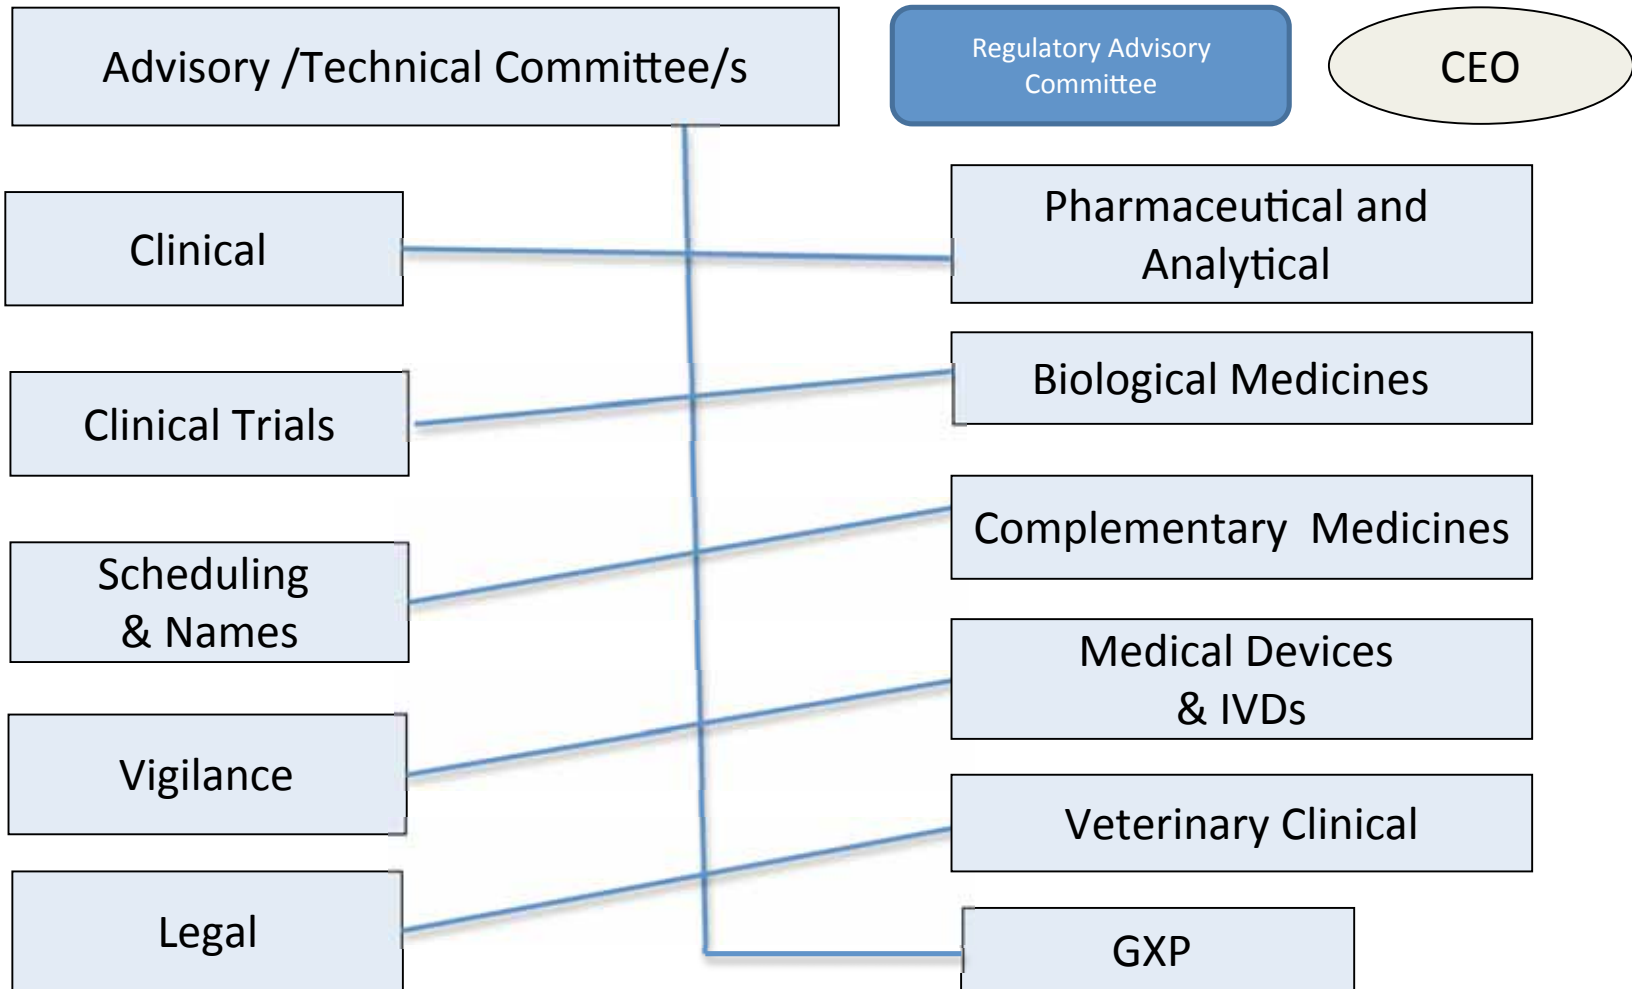 Advisory /Technical Committee/s
Regulatory Advisory
Committee
CEO
Clinical
Pharmaceutical and
Analytical
Clinical Trials
Biological Medicines
Scheduling
& Names
Complementary  Medicines
Vigilance
Medical Devices
& IVDs
Legal
Veterinary Clinical
GXP